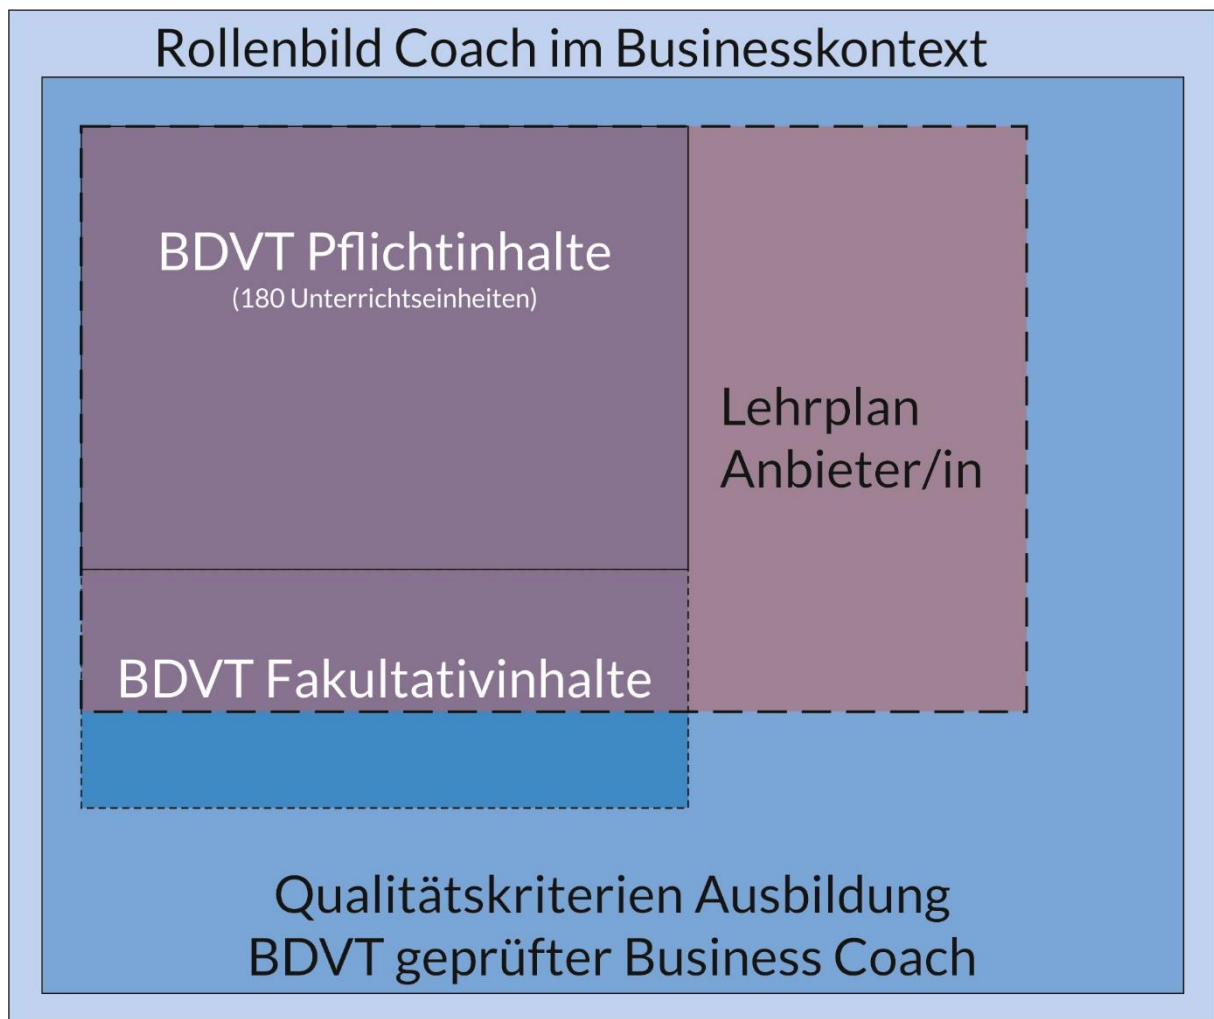 Rollenbild Coach im Businesskontext
BDVT Pflichtinhalte
(180 Unterrichtseinheiten)
Lehrplan
Anbieter/in
BDVT Fakultativinhalte
Qualitätskriterien Ausbildung
BDVT geprüfter Business Coach